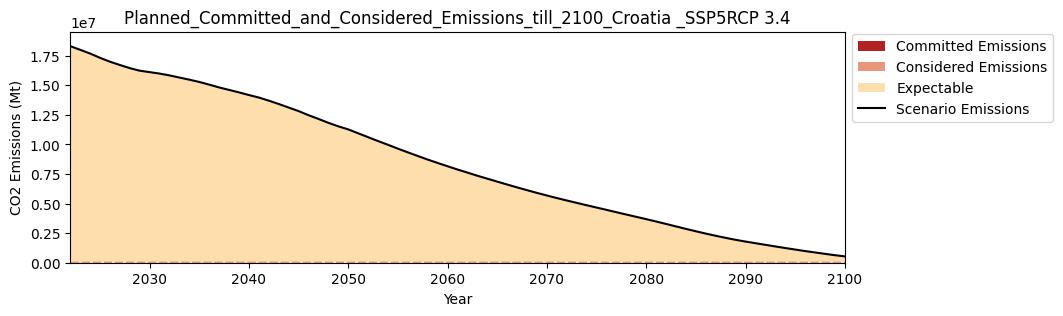 Planned_Committed_and_Considered_Emissions_till_2100_Croatia _SSP5RCP 3.4
1e7
1.75
1.50
1.25
1.00
0.75
0.50
0.25
0.00
CO2 Emissions (Mt)
2030 2040 2050 2060 2070 2080 2090 2100
Year
Committed Emissions
Considered Emissions
Expectable
Scenario Emissions